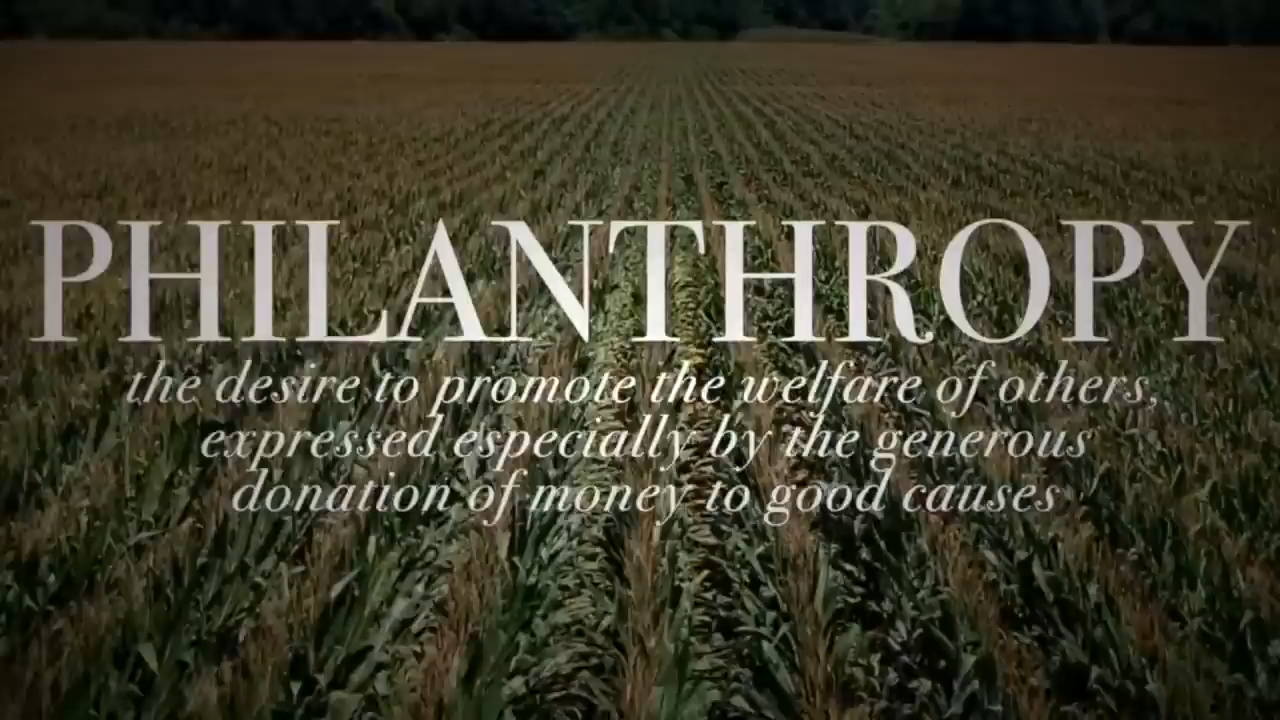 PHILANTHROPY
the desire to promote the welfare of others,
expressed especially by the generous
donation of money to good causes